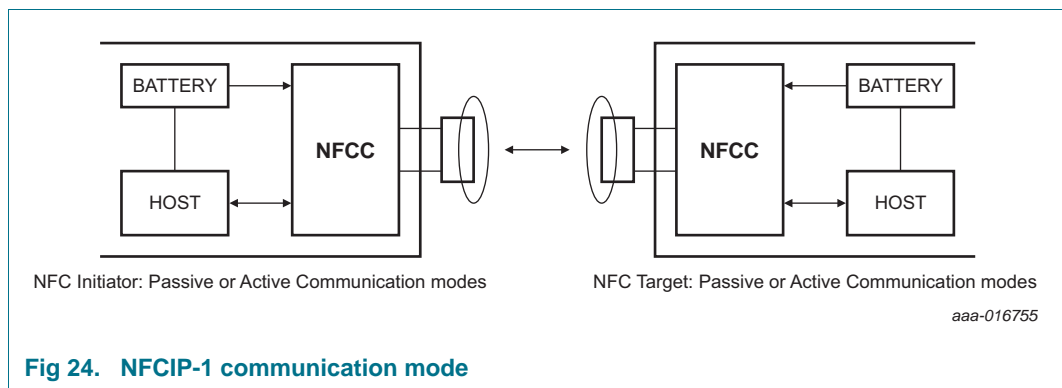 BATTERY
NFCC
HOST
NFCC
BATTERY
HOST
NFC Initiator: Passive or Active Communication modes
NFC Target: Passive or Active Communication modes
aaa-016755
Fig 24. NFCIP-1 communication mode